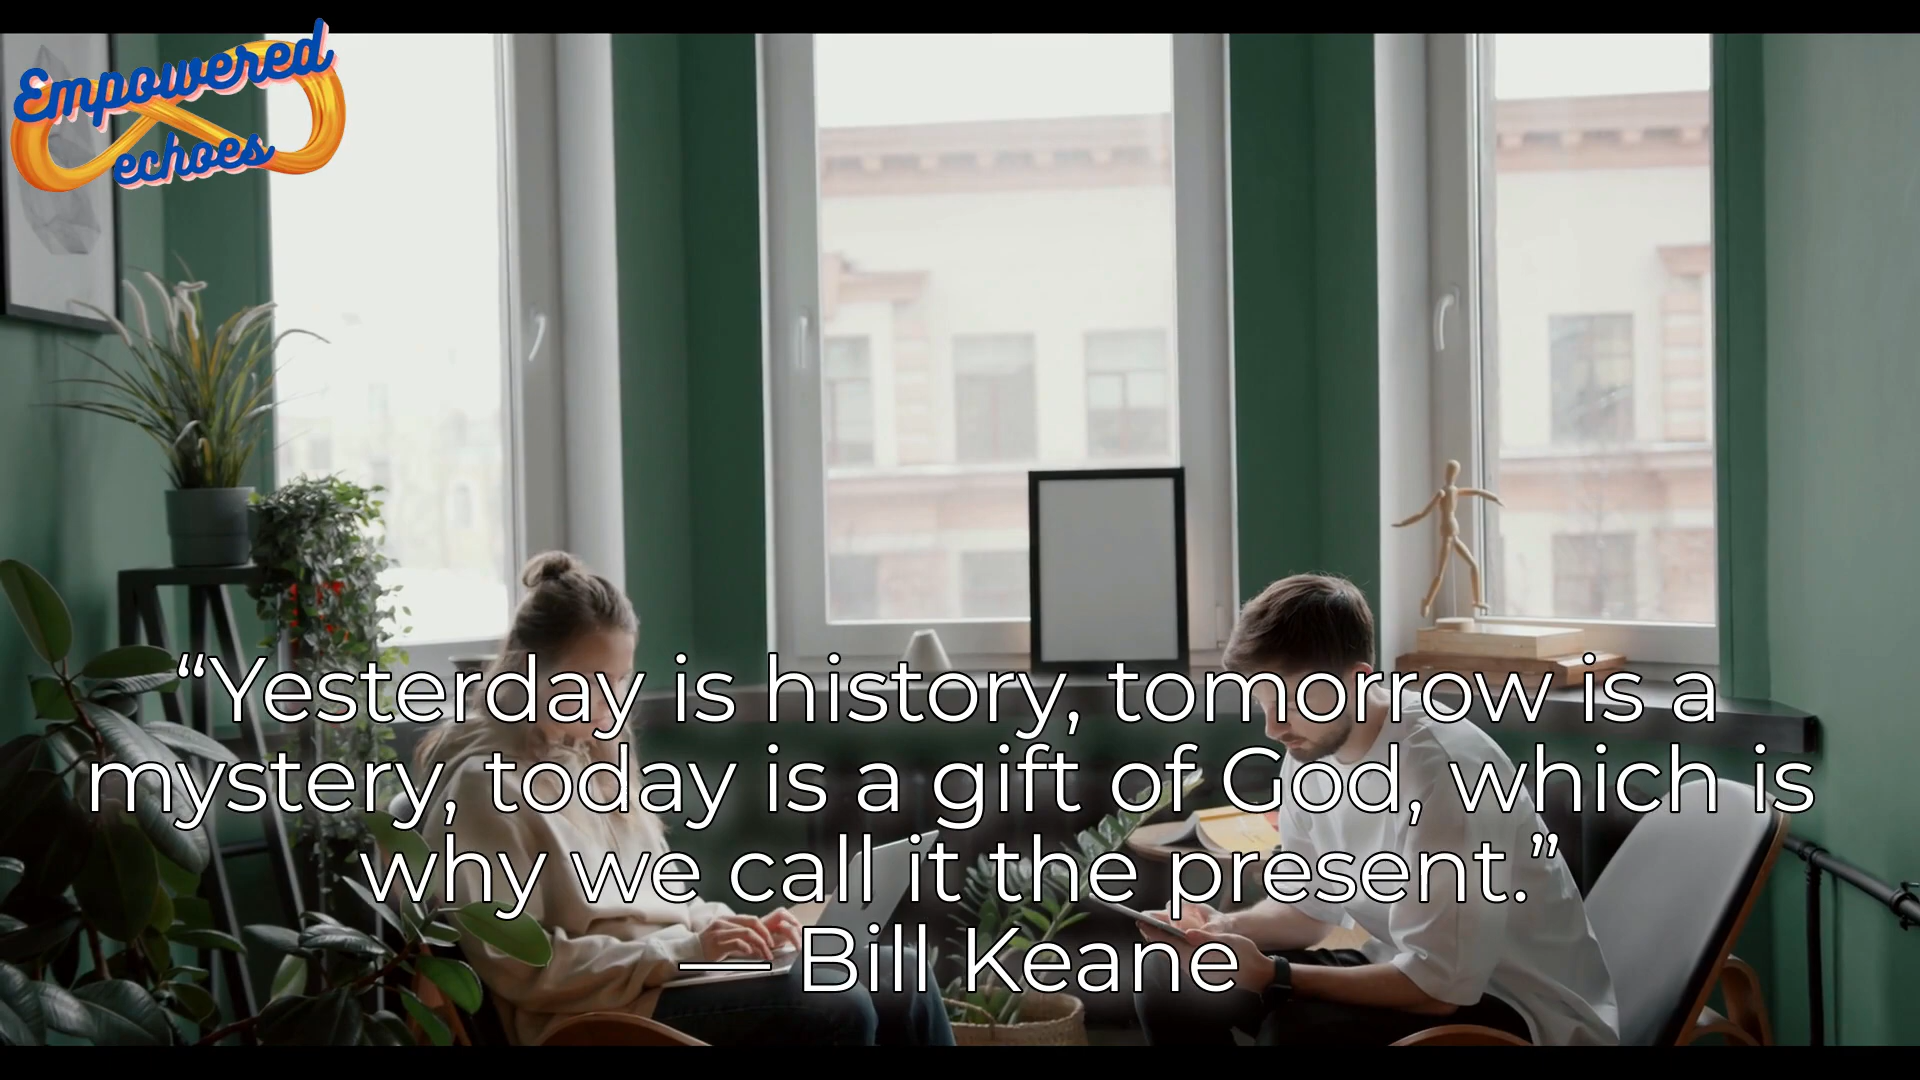 Empowered
echoes
“Yesterday is history, tomorrow is a
mystery, today is a gift of God, which is
why we call it the present.”
— Bill Keane